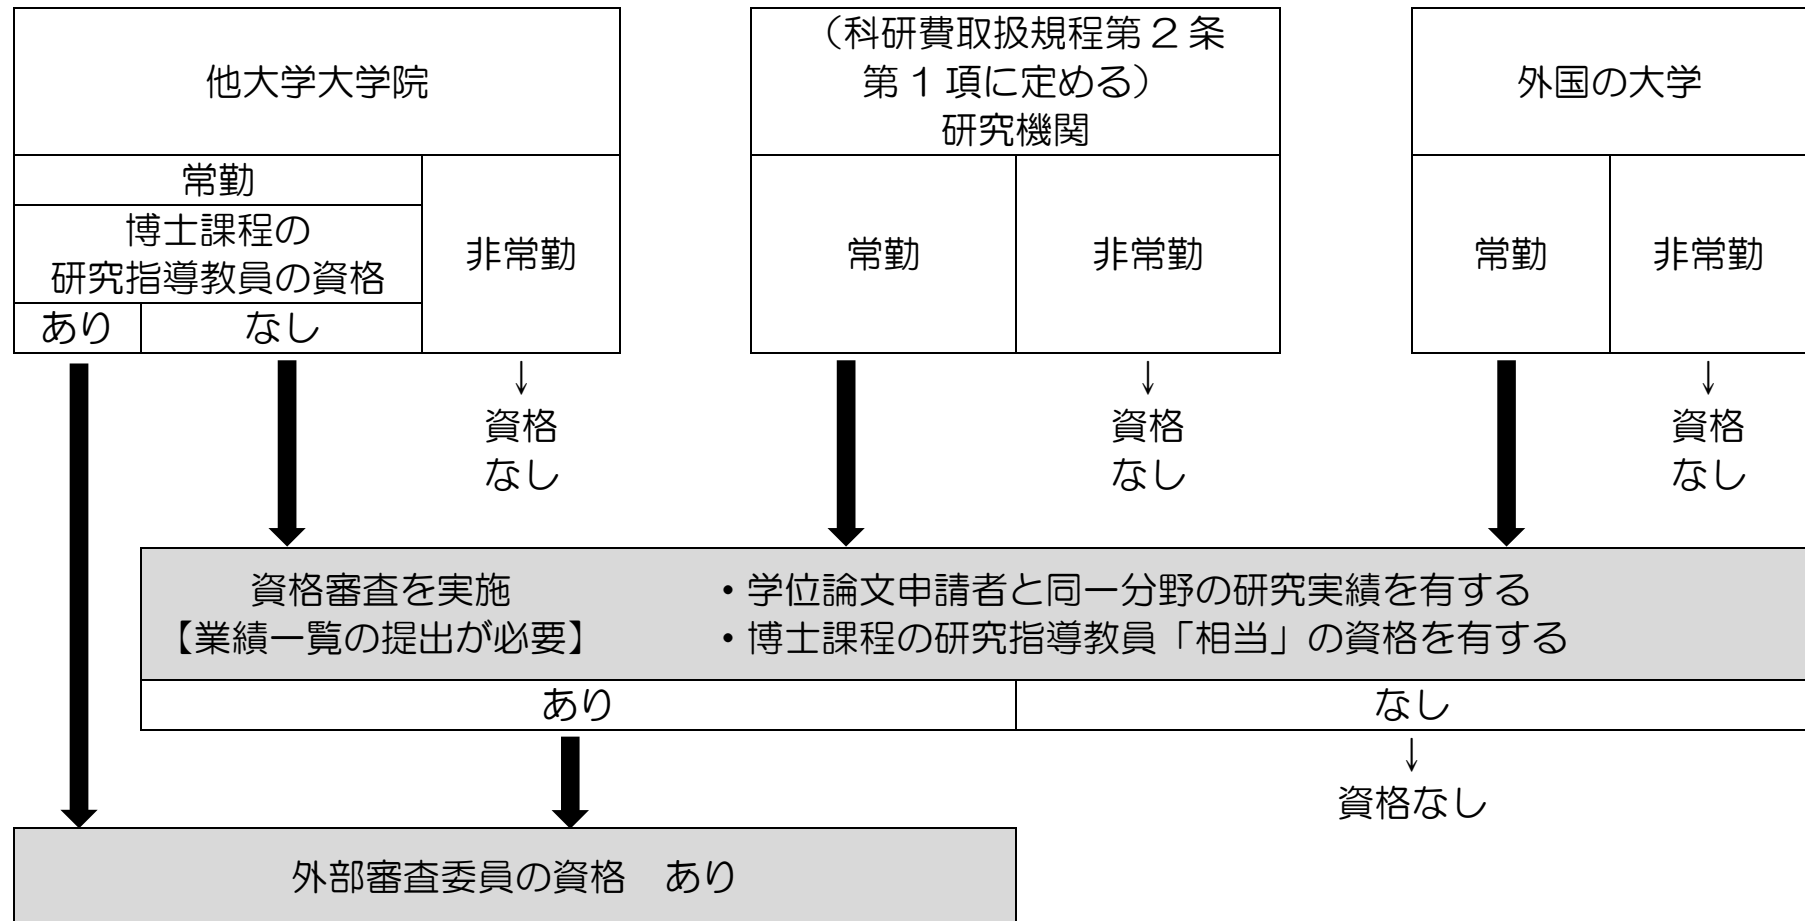 他大学大学院
（科研費取扱規程第２条
第１項に定める）
研究機関
外国の大学
常勤
博士課程の
研究指導教員の資格
あり
なし
非常勤
常勤
非常勤
常勤
非常勤
↓
資格
なし
↓
資格
なし
↓
資格
なし
資格審査を実施
【業績一覧の提出が必要】
・学位論文申請者と同一分野の研究実績を有する
・博士課程の研究指導教員「相当」の資格を有する
あり
なし
↓
資格なし
外部審査委員の資格　あり